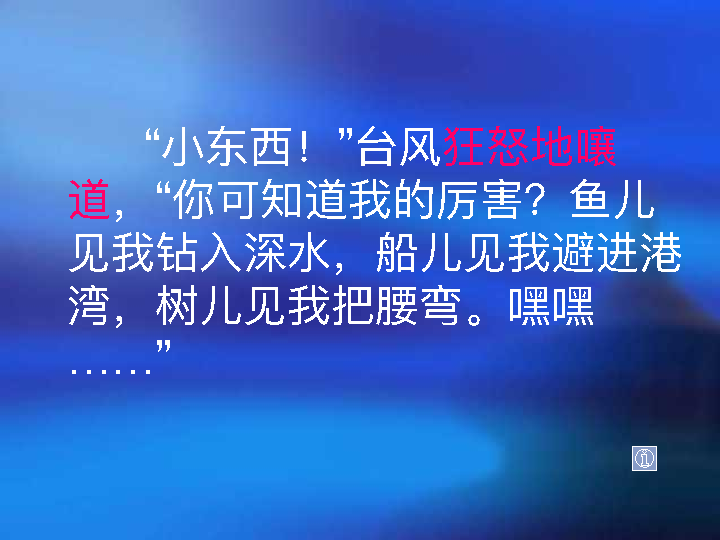 “小东西！”台风狂怒地嚷
道，“你可知道我的厉害？鱼儿
见我钻入深水，船儿见我避进港
湾，树儿见我把腰弯。嘿嘿
……”